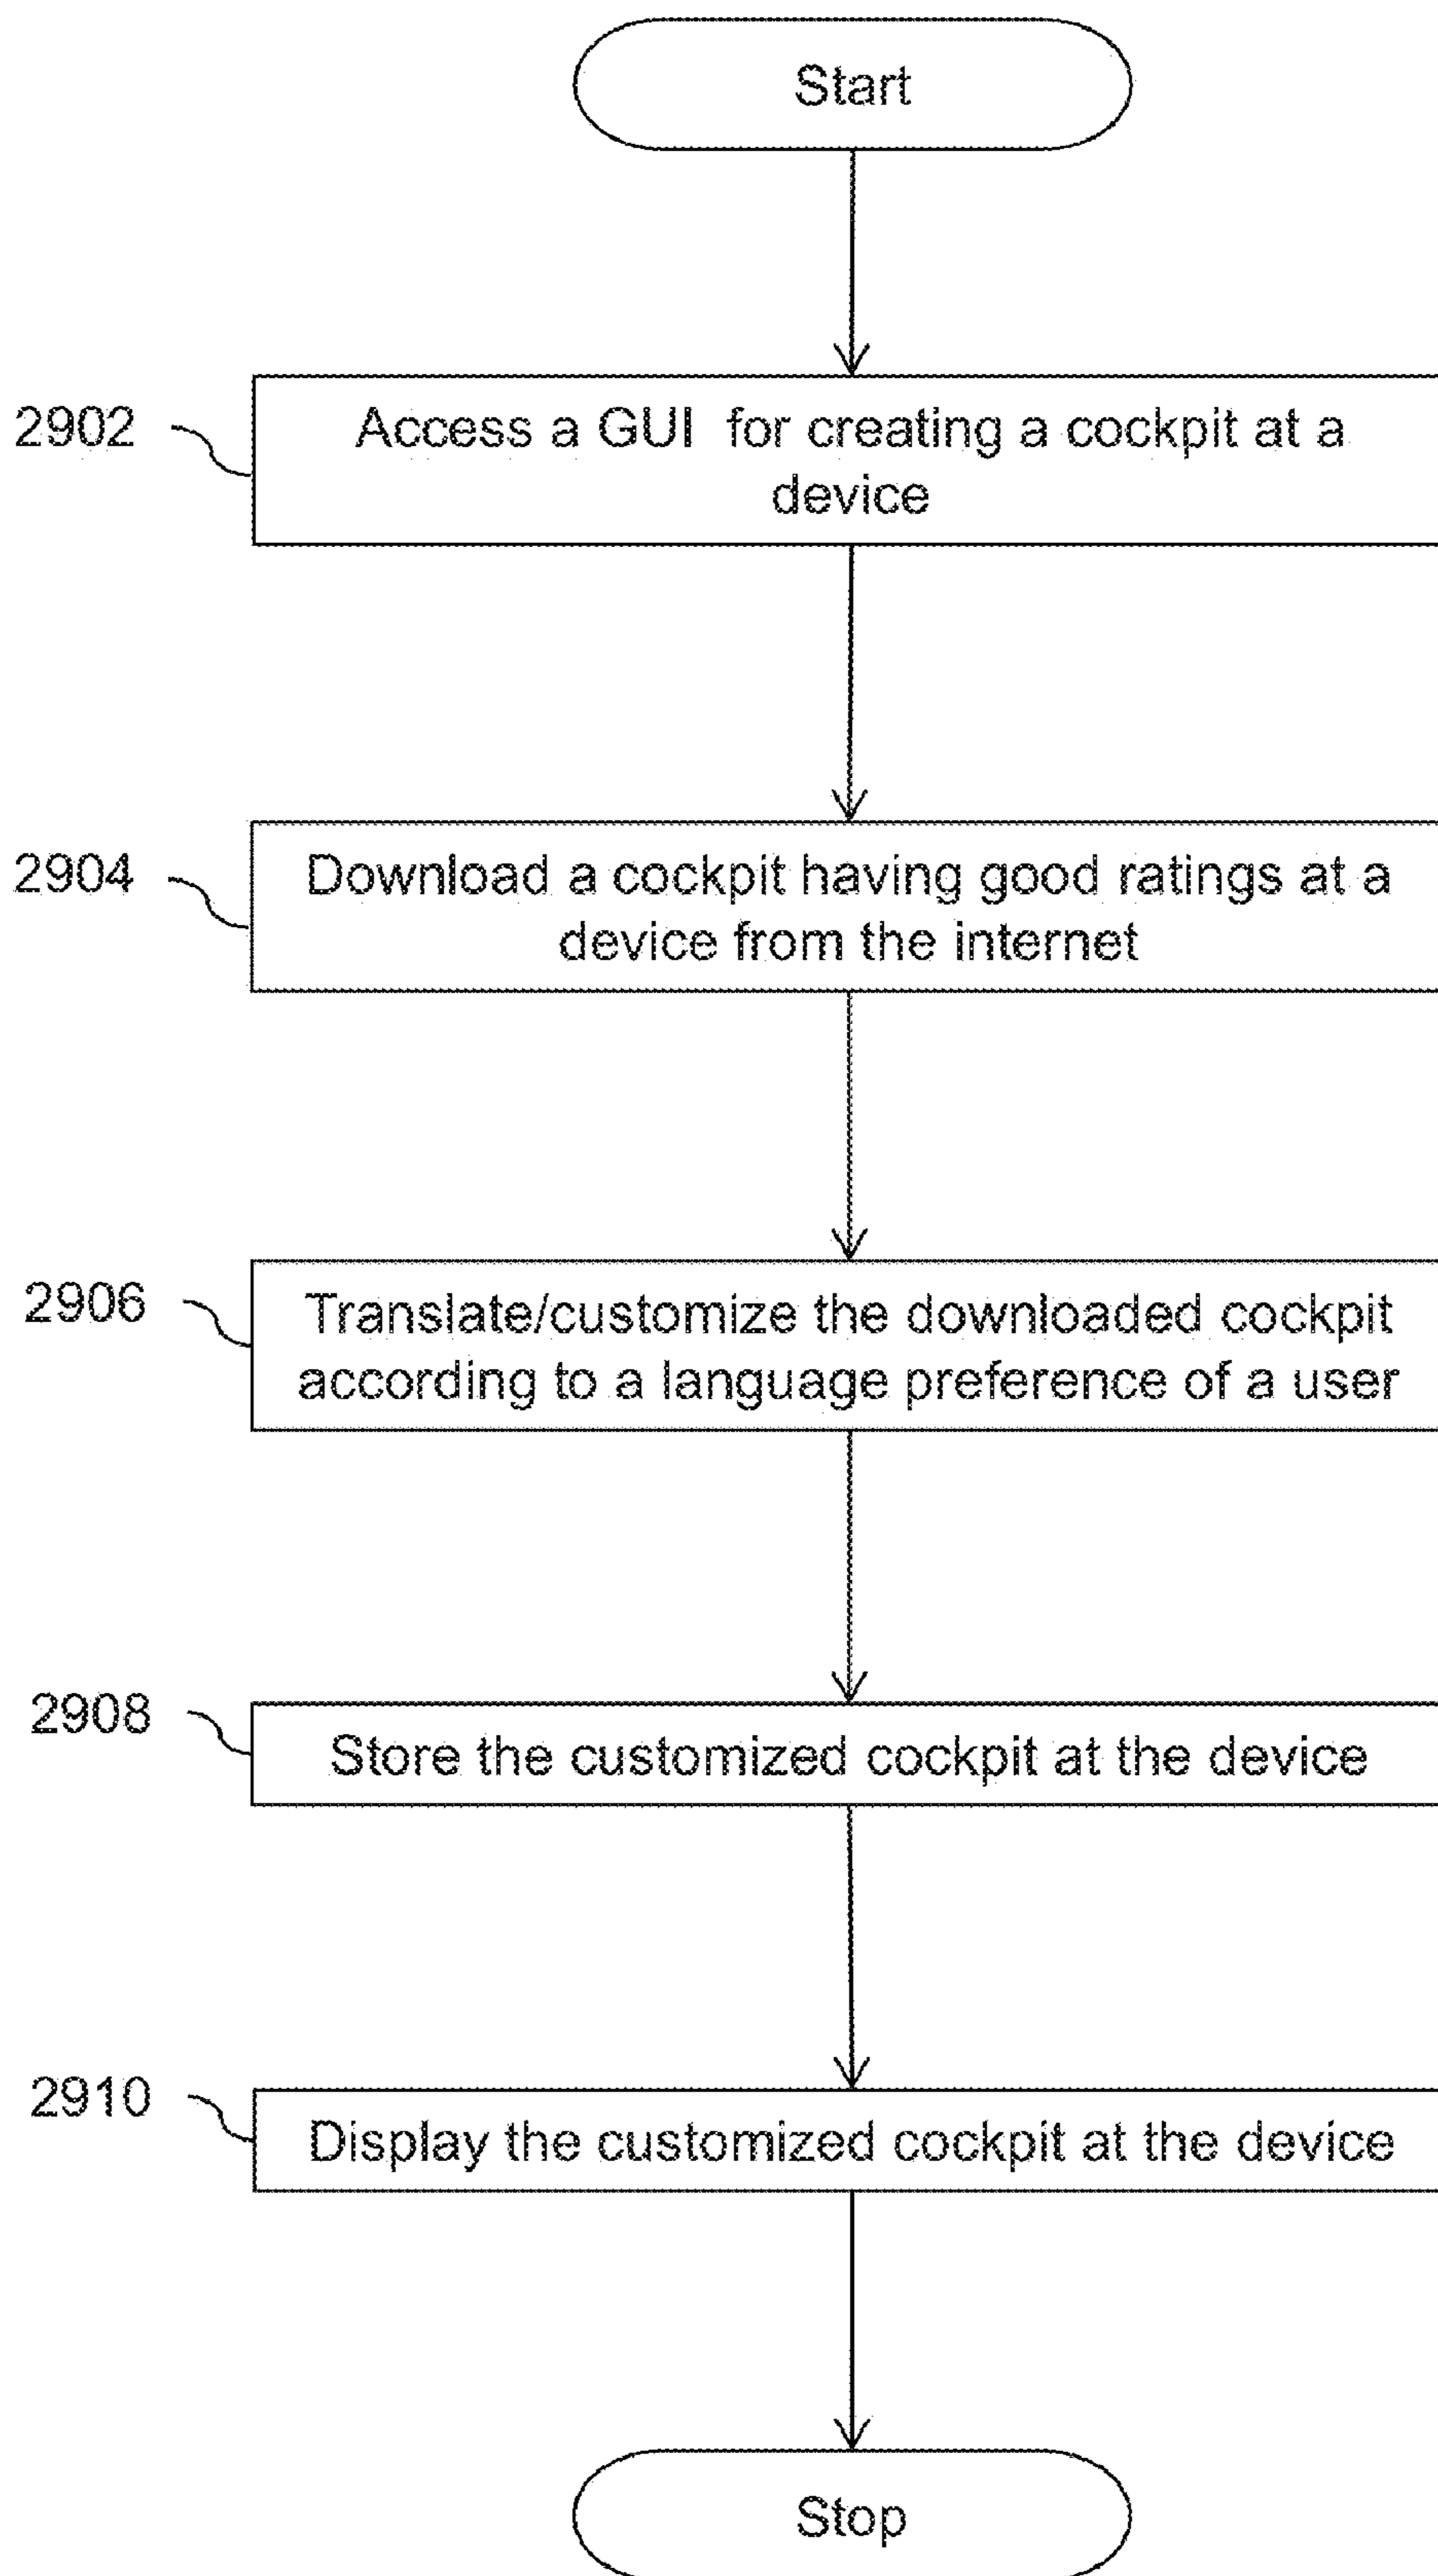 Start
2902
Access a GUI for creating a cockpit at a
device
2904
Download a cockpit having good ratings at a
device from the internet
2906
Translate/customize the downloaded cockpit
according to a language preference of a user
2908
Store the customized cockpit at the device
2910
Display the customized cockpit at the device
Stop